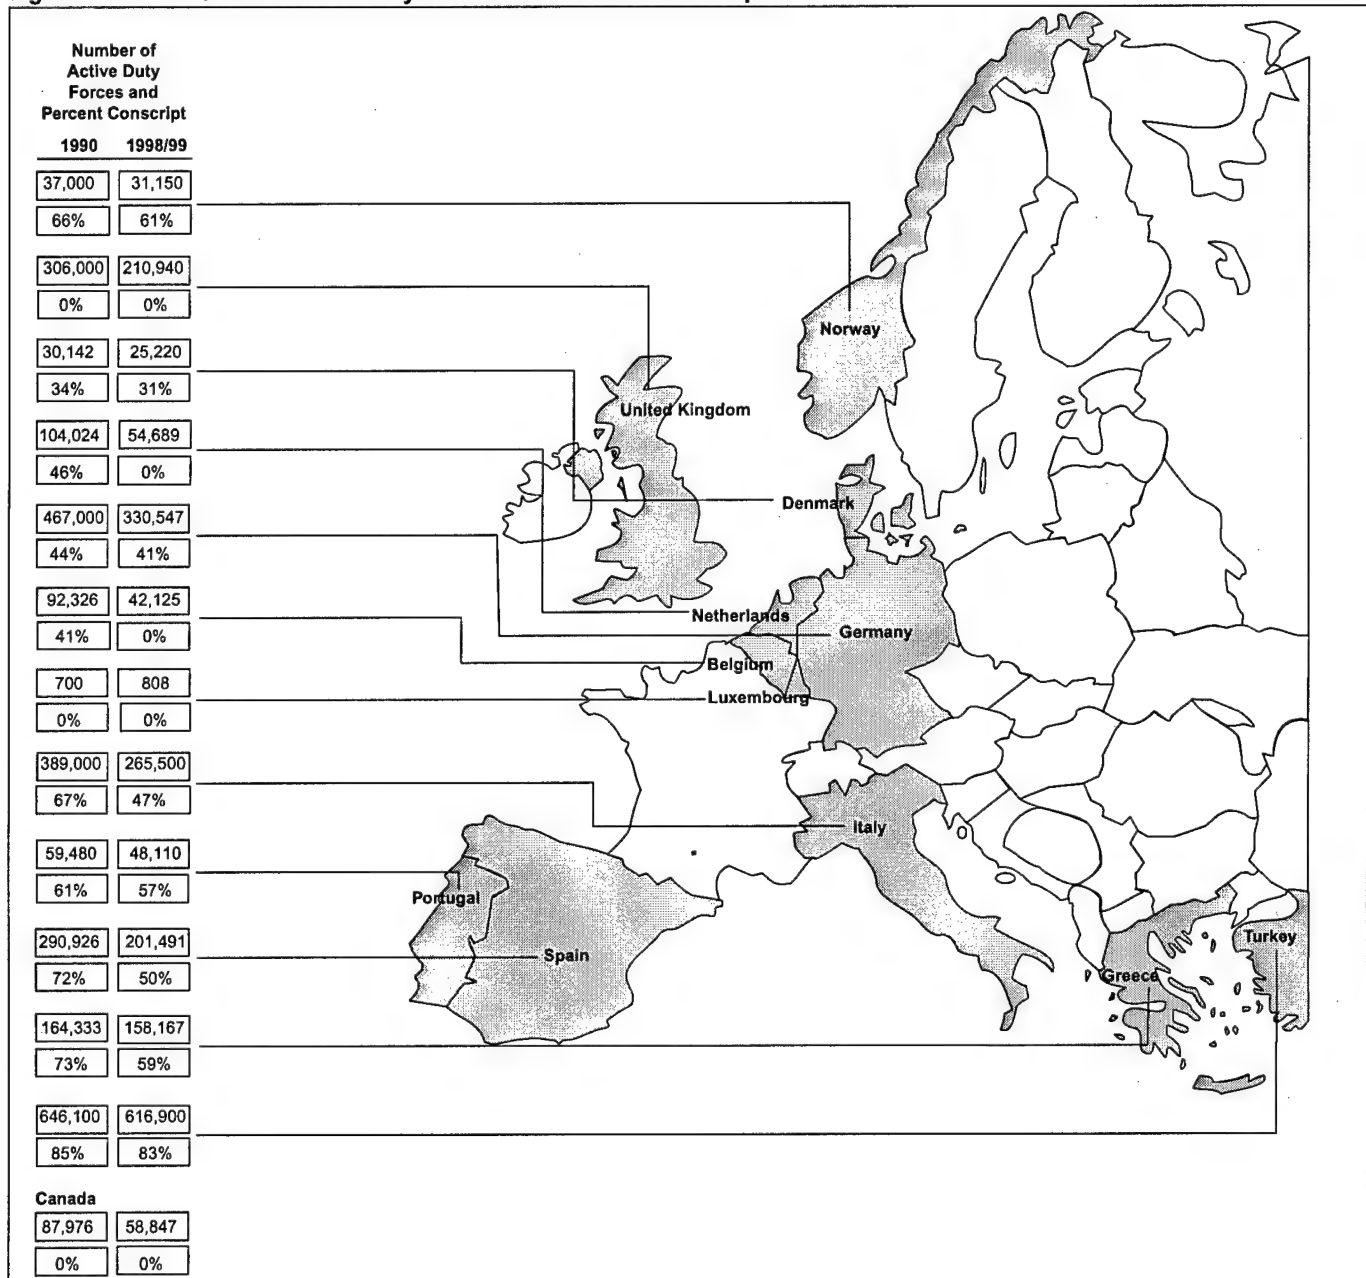 Number of
Active Duty
Forces and
Percent Conscript
1990 1998/99
37,000 31,150
66% 61%
306,000 210,940
0% 0%
30,142 25,220
34% 31%
104,024 54,689
46% 0%
467,000 330,547
44% 41%
92,326 42,125
41% 0%
700 808
0% 0%
389,000 265,500
67% 47%
59,480 48,110
61% 57%
290,926 201,491
72% 50%
164,333 158,167
73% 59%
646,100 616,900
85% 83%
Canada
87,976 58,847
0% 0%
Norway
United Kingdom
Denmark
Netherlands
Germany
Belgium
Luxembourg
Italy
Portugal
Spain
Turkey
Greece